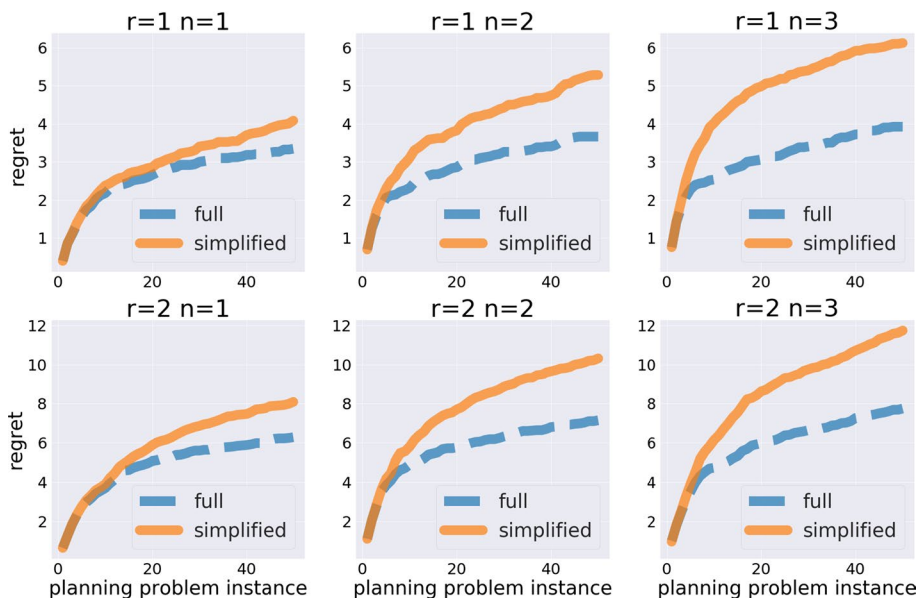 r=1 n=1 r=1 n=2 r=1 n=3
6 6 6
5 5 5
4 4 4
3 3 3
2 2 2
1 1 1
regret
full full full
simplified simplified simplified
0 20 40 0 20 40 0 20 40
r=2 n=1 r=2 n=2 r=2 n=3
12 12 12
10 10 10
8 8 8
6 6 6
4 4 4
2 2 2
regret
full full full
simplified simplified simplified
0 20 40 0 20 40 0 20 40
planning problem instance planning problem instance planning problem instance